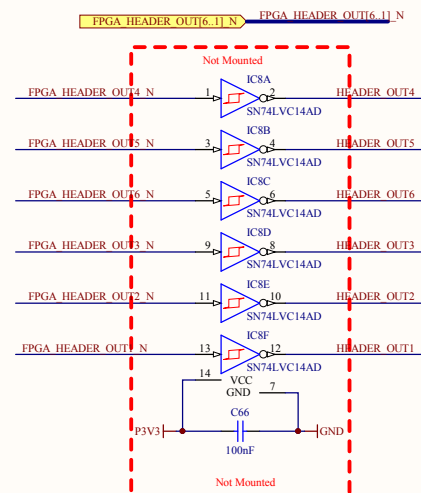 FPGA_HEADER_OUT[6..1]_N FPGA_HEADER_OUT[6..1]_N
Not Mounted
IC8A
FPGA_HEADER_OUT4_N 1 2 HEADER_OUT4
SN74LVC14AD
IC8B
FPGA_HEADER_OUT5_N 3 4 HEADER_OUT5
SN74LVC14AD
IC8C
FPGA_HEADER_OUT6_N 5 6 HEADER_OUT6
SN74LVC14AD
IC8D
FPGA_HEADER_OUT3_N 9 8 HEADER_OUT3
SN74LVC14AD
IC8E
FPGA_HEADER_OUT2_N 11 10 HEADER_OUT2
SN74LVC14AD
IC8F
FPGA_HEADER_OUT1_N 13 12 HEADER_OUT1
SN74LVC14AD
14 VCC
GND 7
C66
P3V3 GND
100nF
Not Mounted